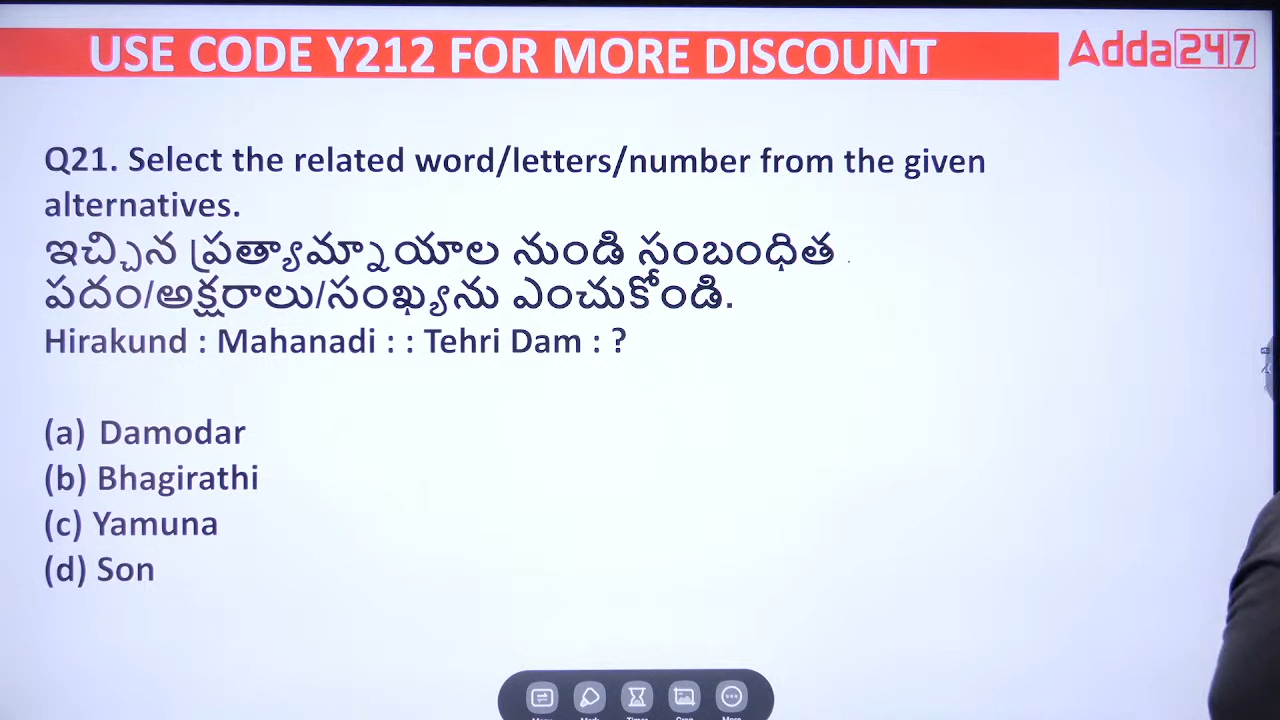 USE CODE Y212 FOR MORE DISCOUNT
Adda247
Q21. Select the related word/letters/number from the given
alternatives.
ఇచ్చిన ప్రత్యామ్నాయాల నుండి సంబంధిత
పదం/అక్షరాలు/సంఖ్యను ఎంచుకోండి.
Hirakund : Mahanadi : : Tehri Dam : ?
(a) Damodar
(b) Bhagirathi
(c) Yamuna
(d) Son